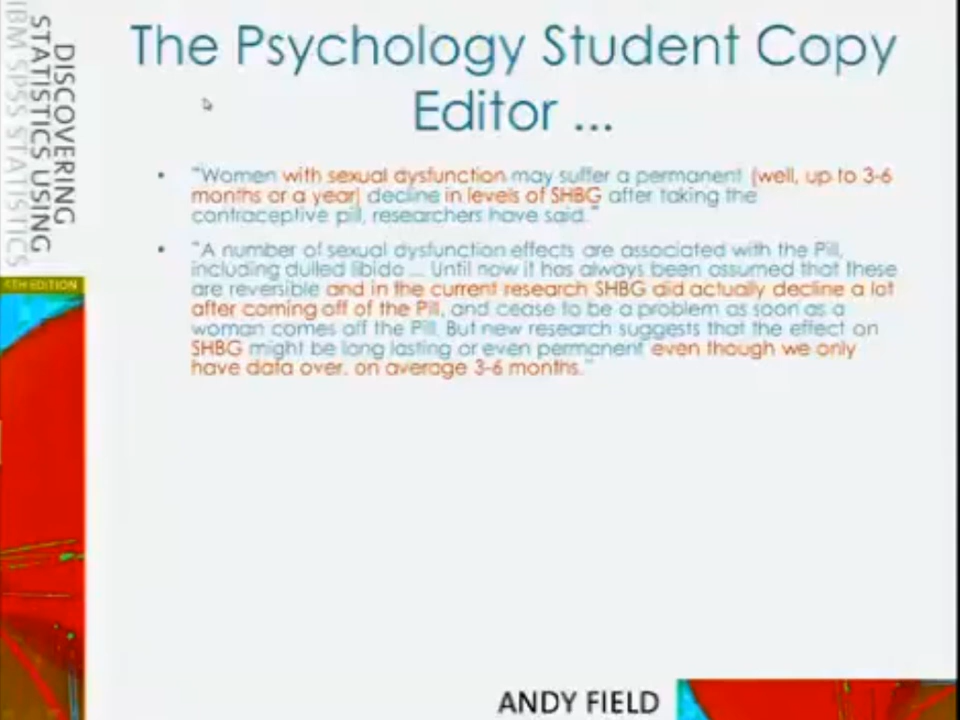 DISCOVERING
STATISTICS USING
IBM SPSS STATISTICS
4TH EDITION
The Psychology Student Copy
Editor ...
• "Women with sexual dysfunction may suffer a permanent (well, up to 3-6
months or a year) decline in levels of SHBG after taking the
contraceptive pill, researchers have said."
• "A number of sexual dysfunction effects are associated with the Pill,
including dulled libido ... Until now it has always been assumed that these
are reversible and in the current research SHBG did actually decline a lot
after coming off of the Pill, and cease to be a problem as soon as a
woman comes off the Pill. But new research suggests that the effect on
SHBG might be long lasting or even permanent even though we only
have data over, on average 3-6 months."
ANDY FIELD